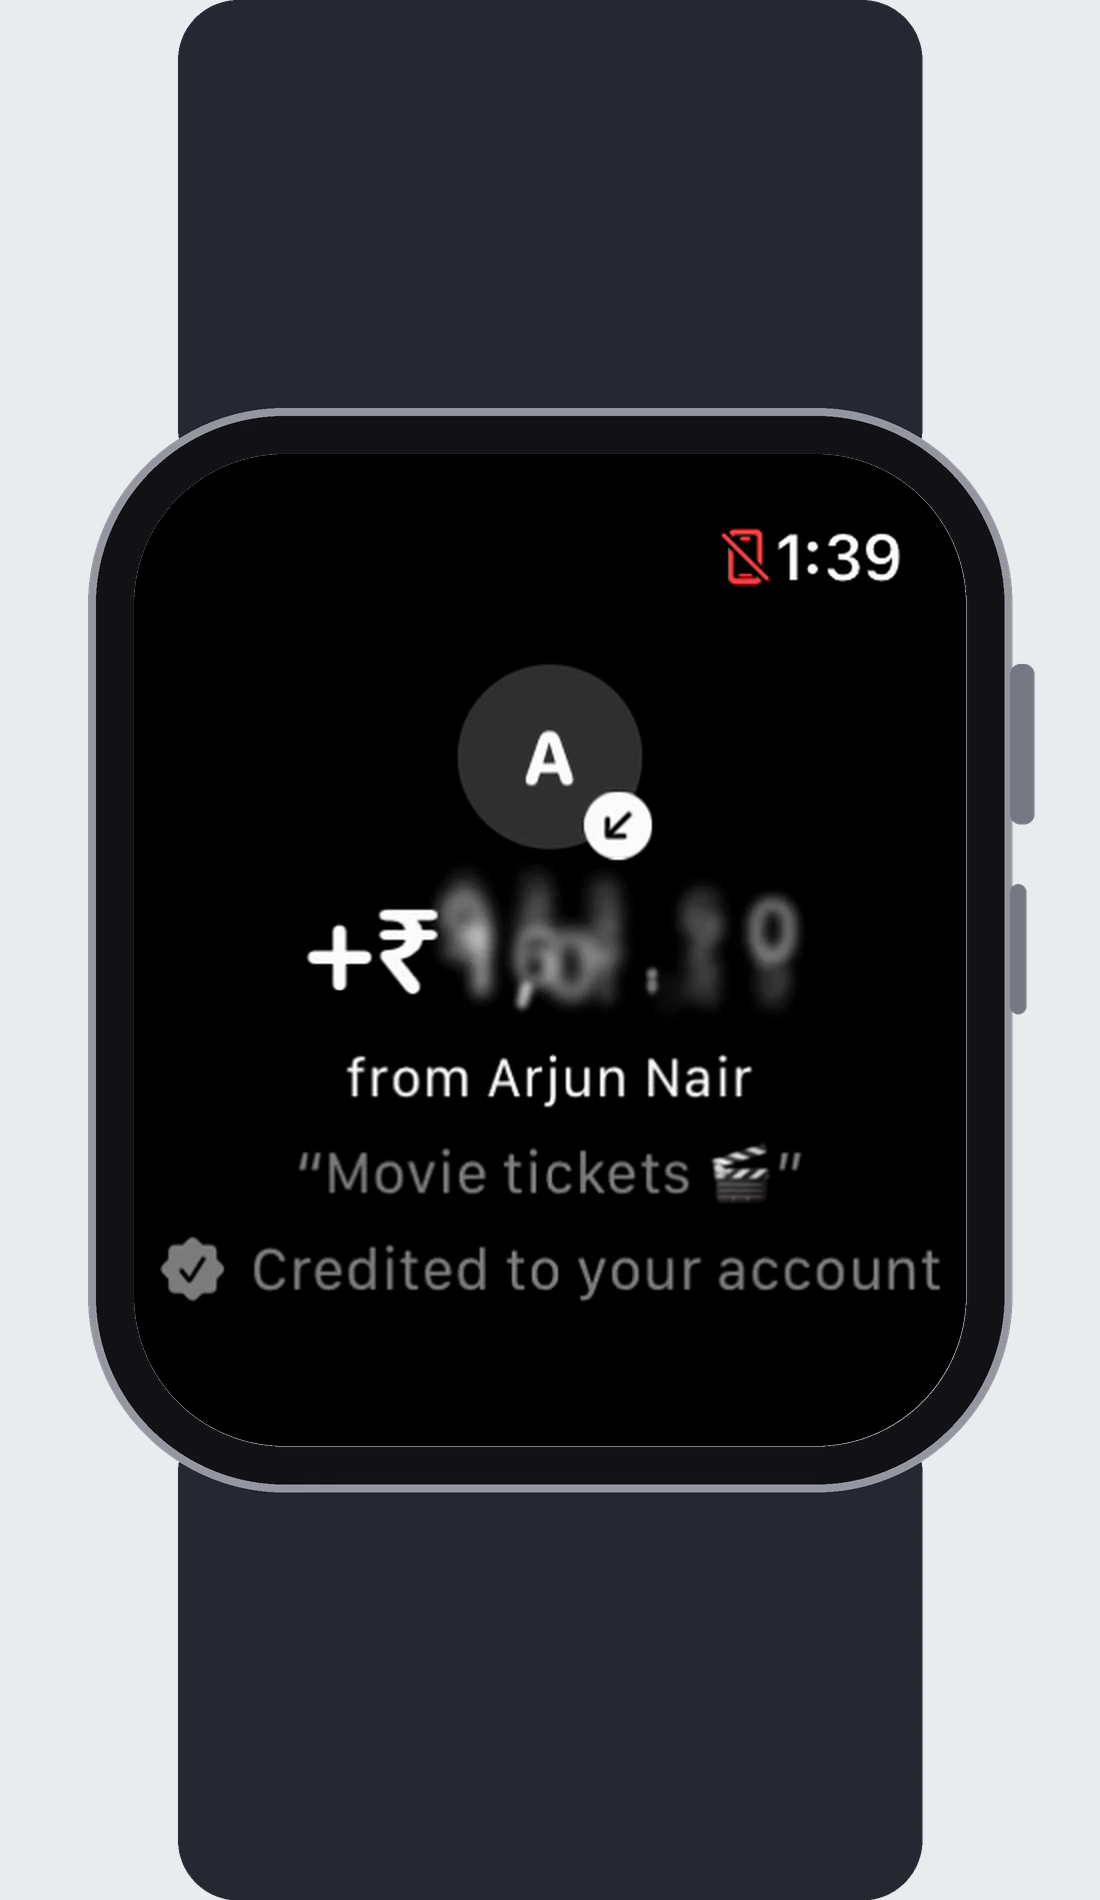 1:39
A
+₹
from Arjun Nair
“Movie tickets 🎬”
Credited to your account